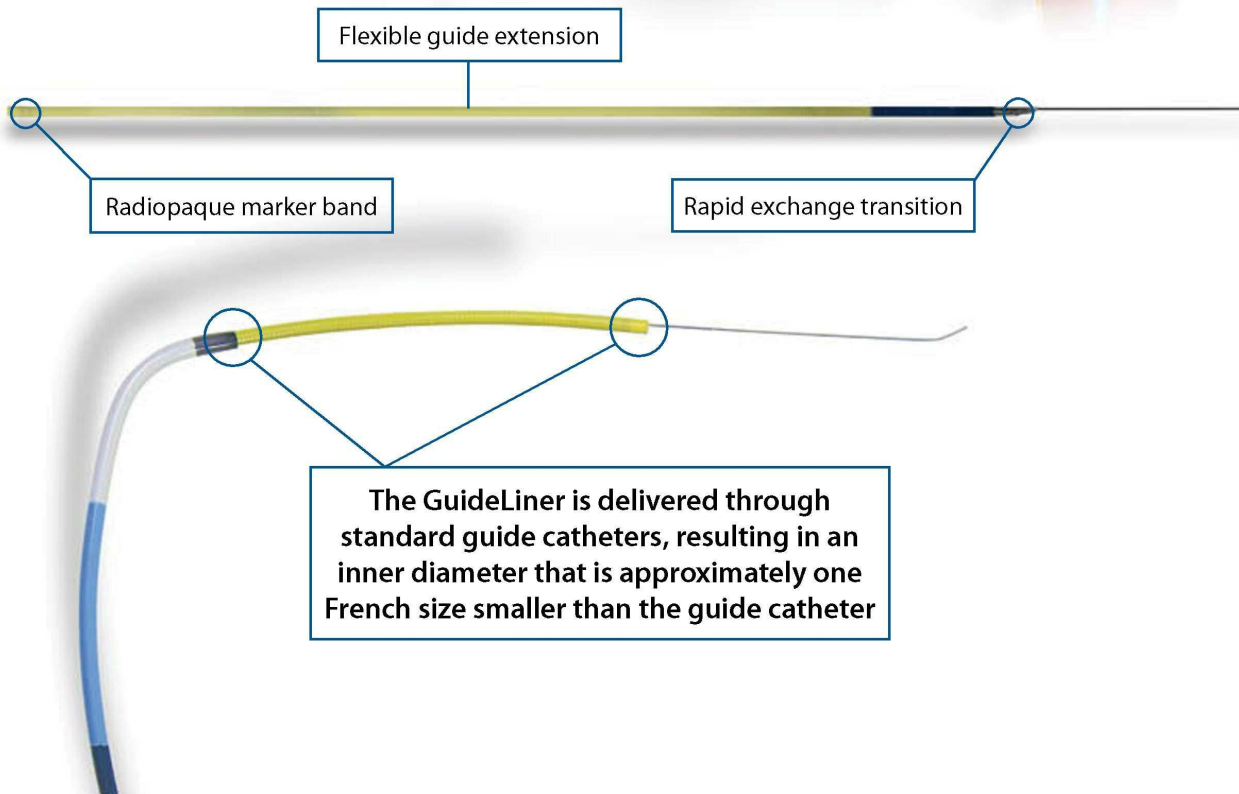 Flexible guide extension
Radiopaque marker band
Rapid exchange transition
The GuideLiner is delivered through
standard guide catheters, resulting in an
inner diameter that is approximately one
French size smaller than the guide catheter